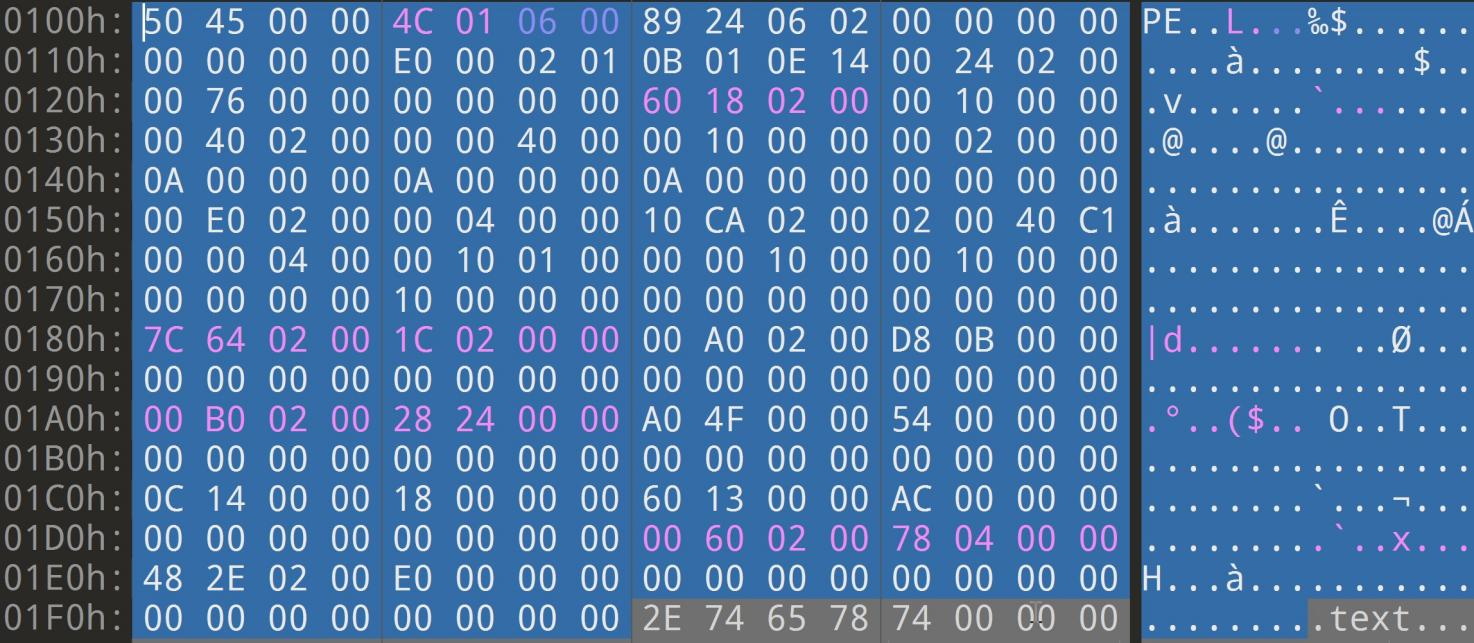 0100h: 50 45 00 00 4C 01 06 00 89 24 06 02 00 00 00 00 PE..L...‰$......
0110h: 00 00 00 00 E0 00 02 01 0B 01 0E 14 00 24 02 00 ....à........$..
0120h: 00 76 00 00 00 00 00 00 60 18 02 00 00 10 00 00 .v......`.......
0130h: 00 40 02 00 00 00 40 00 00 10 00 00 00 02 00 00 .@....@.........
0140h: 0A 00 00 00 0A 00 00 00 0A 00 00 00 00 00 00 00 ................
0150h: 00 E0 02 00 00 04 00 00 10 CA 02 00 02 00 40 C1 .à.......Ê....@Á
0160h: 00 00 04 00 00 10 01 00 00 00 10 00 00 10 00 00 ................
0170h: 00 00 00 00 10 00 00 00 00 00 00 00 00 00 00 00 ................
0180h: 7C 64 02 00 1C 02 00 00 00 A0 02 00 D8 0B 00 00 |d....... ..Ø...
0190h: 00 00 00 00 00 00 00 00 00 00 00 00 00 00 00 00 ................
01A0h: 00 B0 02 00 28 24 00 00 A0 4F 00 00 54 00 00 00 .°..($.. O..T...
01B0h: 00 00 00 00 00 00 00 00 00 00 00 00 00 00 00 00 ................
01C0h: 0C 14 00 00 18 00 00 00 60 13 00 00 AC 00 00 00 ........`...¬...
01D0h: 00 00 00 00 00 00 00 00 00 60 02 00 78 04 00 00 .........`..x...
01E0h: 48 2E 02 00 E0 00 00 00 00 00 00 00 00 00 00 00 H...à...........
01F0h: 00 00 00 00 00 00 00 00 2E 74 65 78 74 00 00 00 .........text...